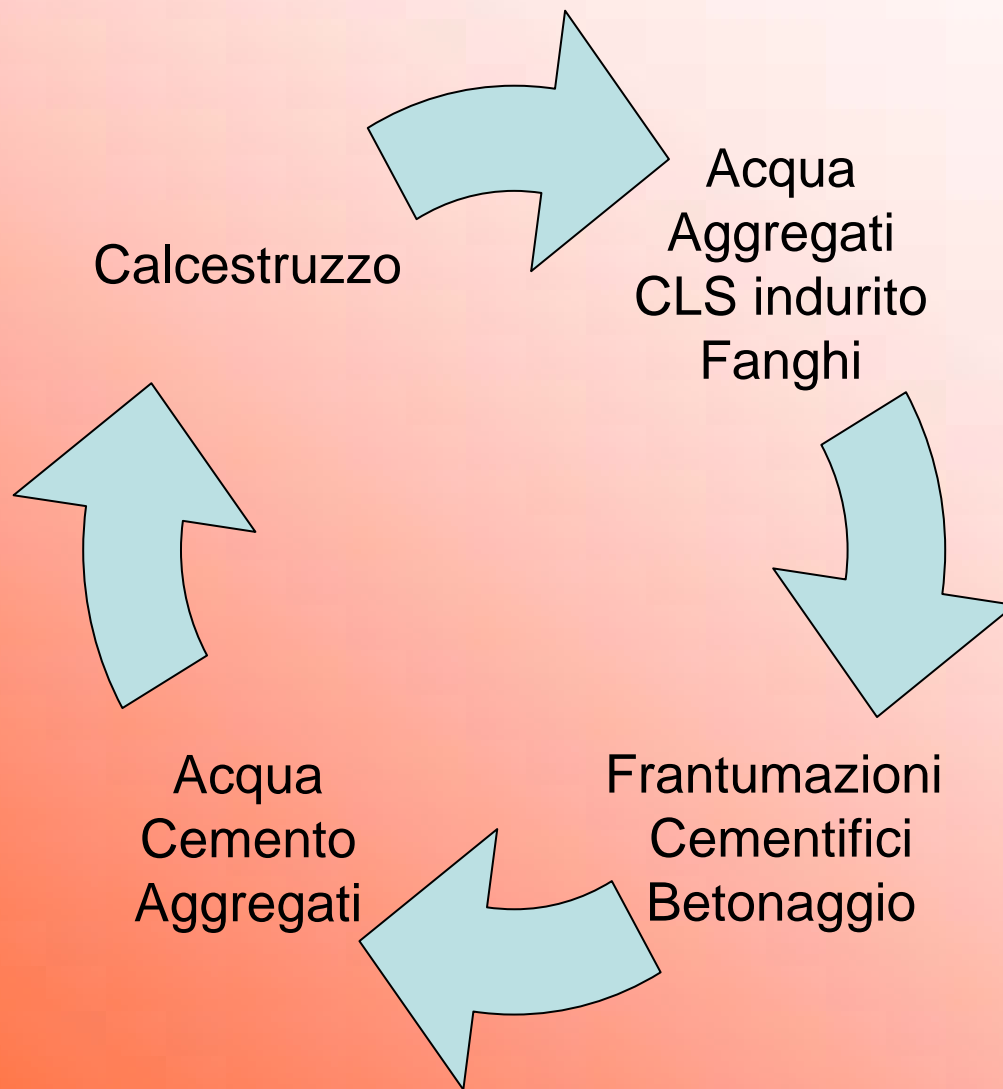 Calcestruzzo
Acqua
Aggregati
CLS indurito
Fanghi
Frantumazioni
Cementifici
Betonaggio
Acqua
Cemento
Aggregati